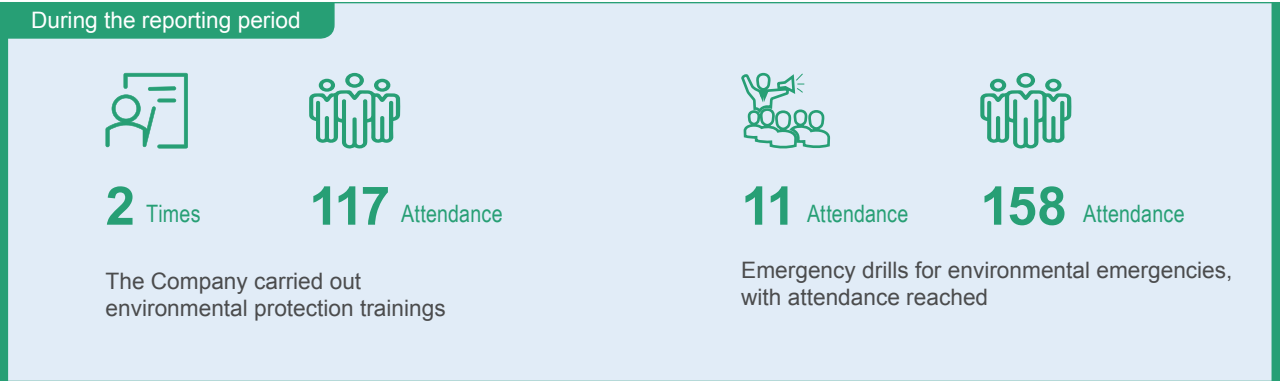 During the reporting period
2 Times
117 Attendance
The Company carried out
environmental protection trainings
11 Attendance
158 Attendance
Emergency drills for environmental emergencies,
with attendance reached